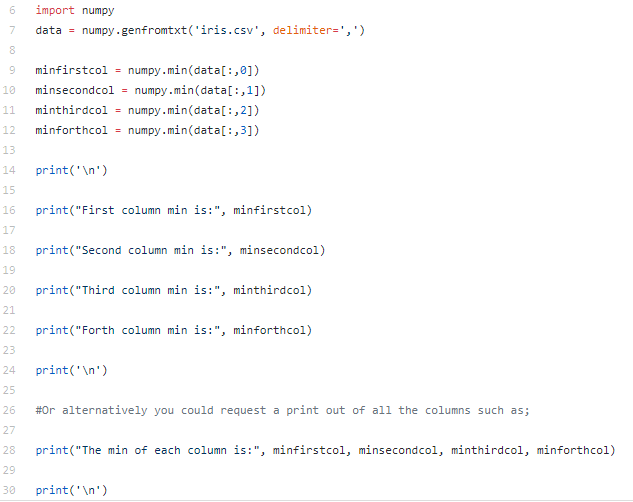 6 import numpy
7 data = numpy.genfromtxt('iris.csv', delimiter=',')
8
9 minfirstcol = numpy.min(data[:,0])
10 minsecondcol = numpy.min(data[:,1])
11 minthirdcol = numpy.min(data[:,2])
12 minforthcol = numpy.min(data[:,3])
13
14 print('\n')
15
16 print("First column min is:", minfirstcol)
17
18 print("Second column min is:", minsecondcol)
19
20 print("Third column min is:", minthirdcol)
21
22 print("Forth column min is:", minforthcol)
23
24 print('\n')
25
26 #Or alternatively you could request a print out of all the columns such as;
27
28 print("The min of each column is:", minfirstcol, minsecondcol, minthirdcol, minforthcol)
29
30 print('\n')